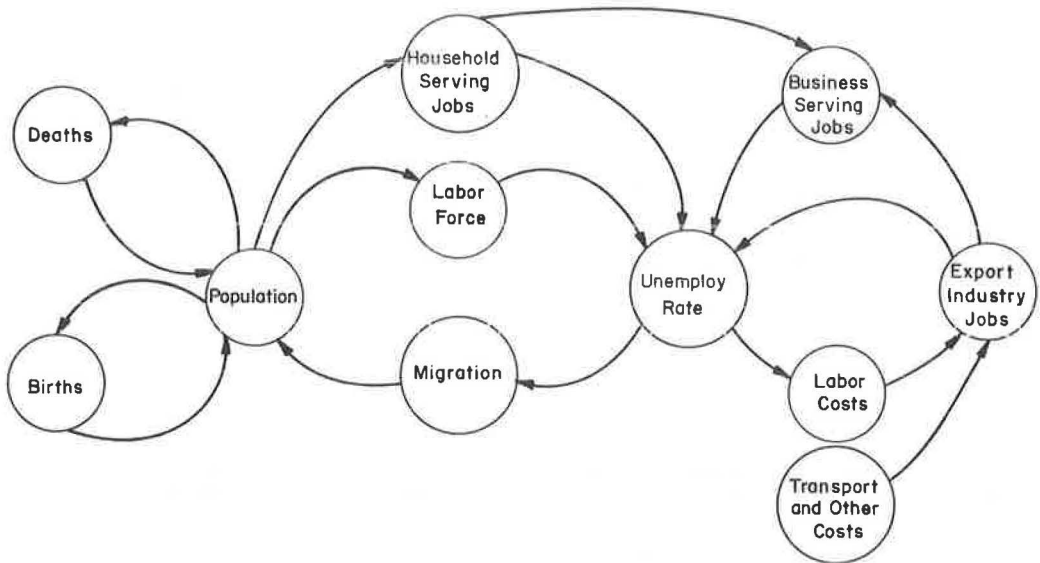 Household
Serving
Jobs
Business
Serving
Jobs
Deaths
Labor
Force
Population
Unemploy
Rate
Export
Industry
Jobs
Births
Migration
Labor
Costs
Transport
and Other
Costs